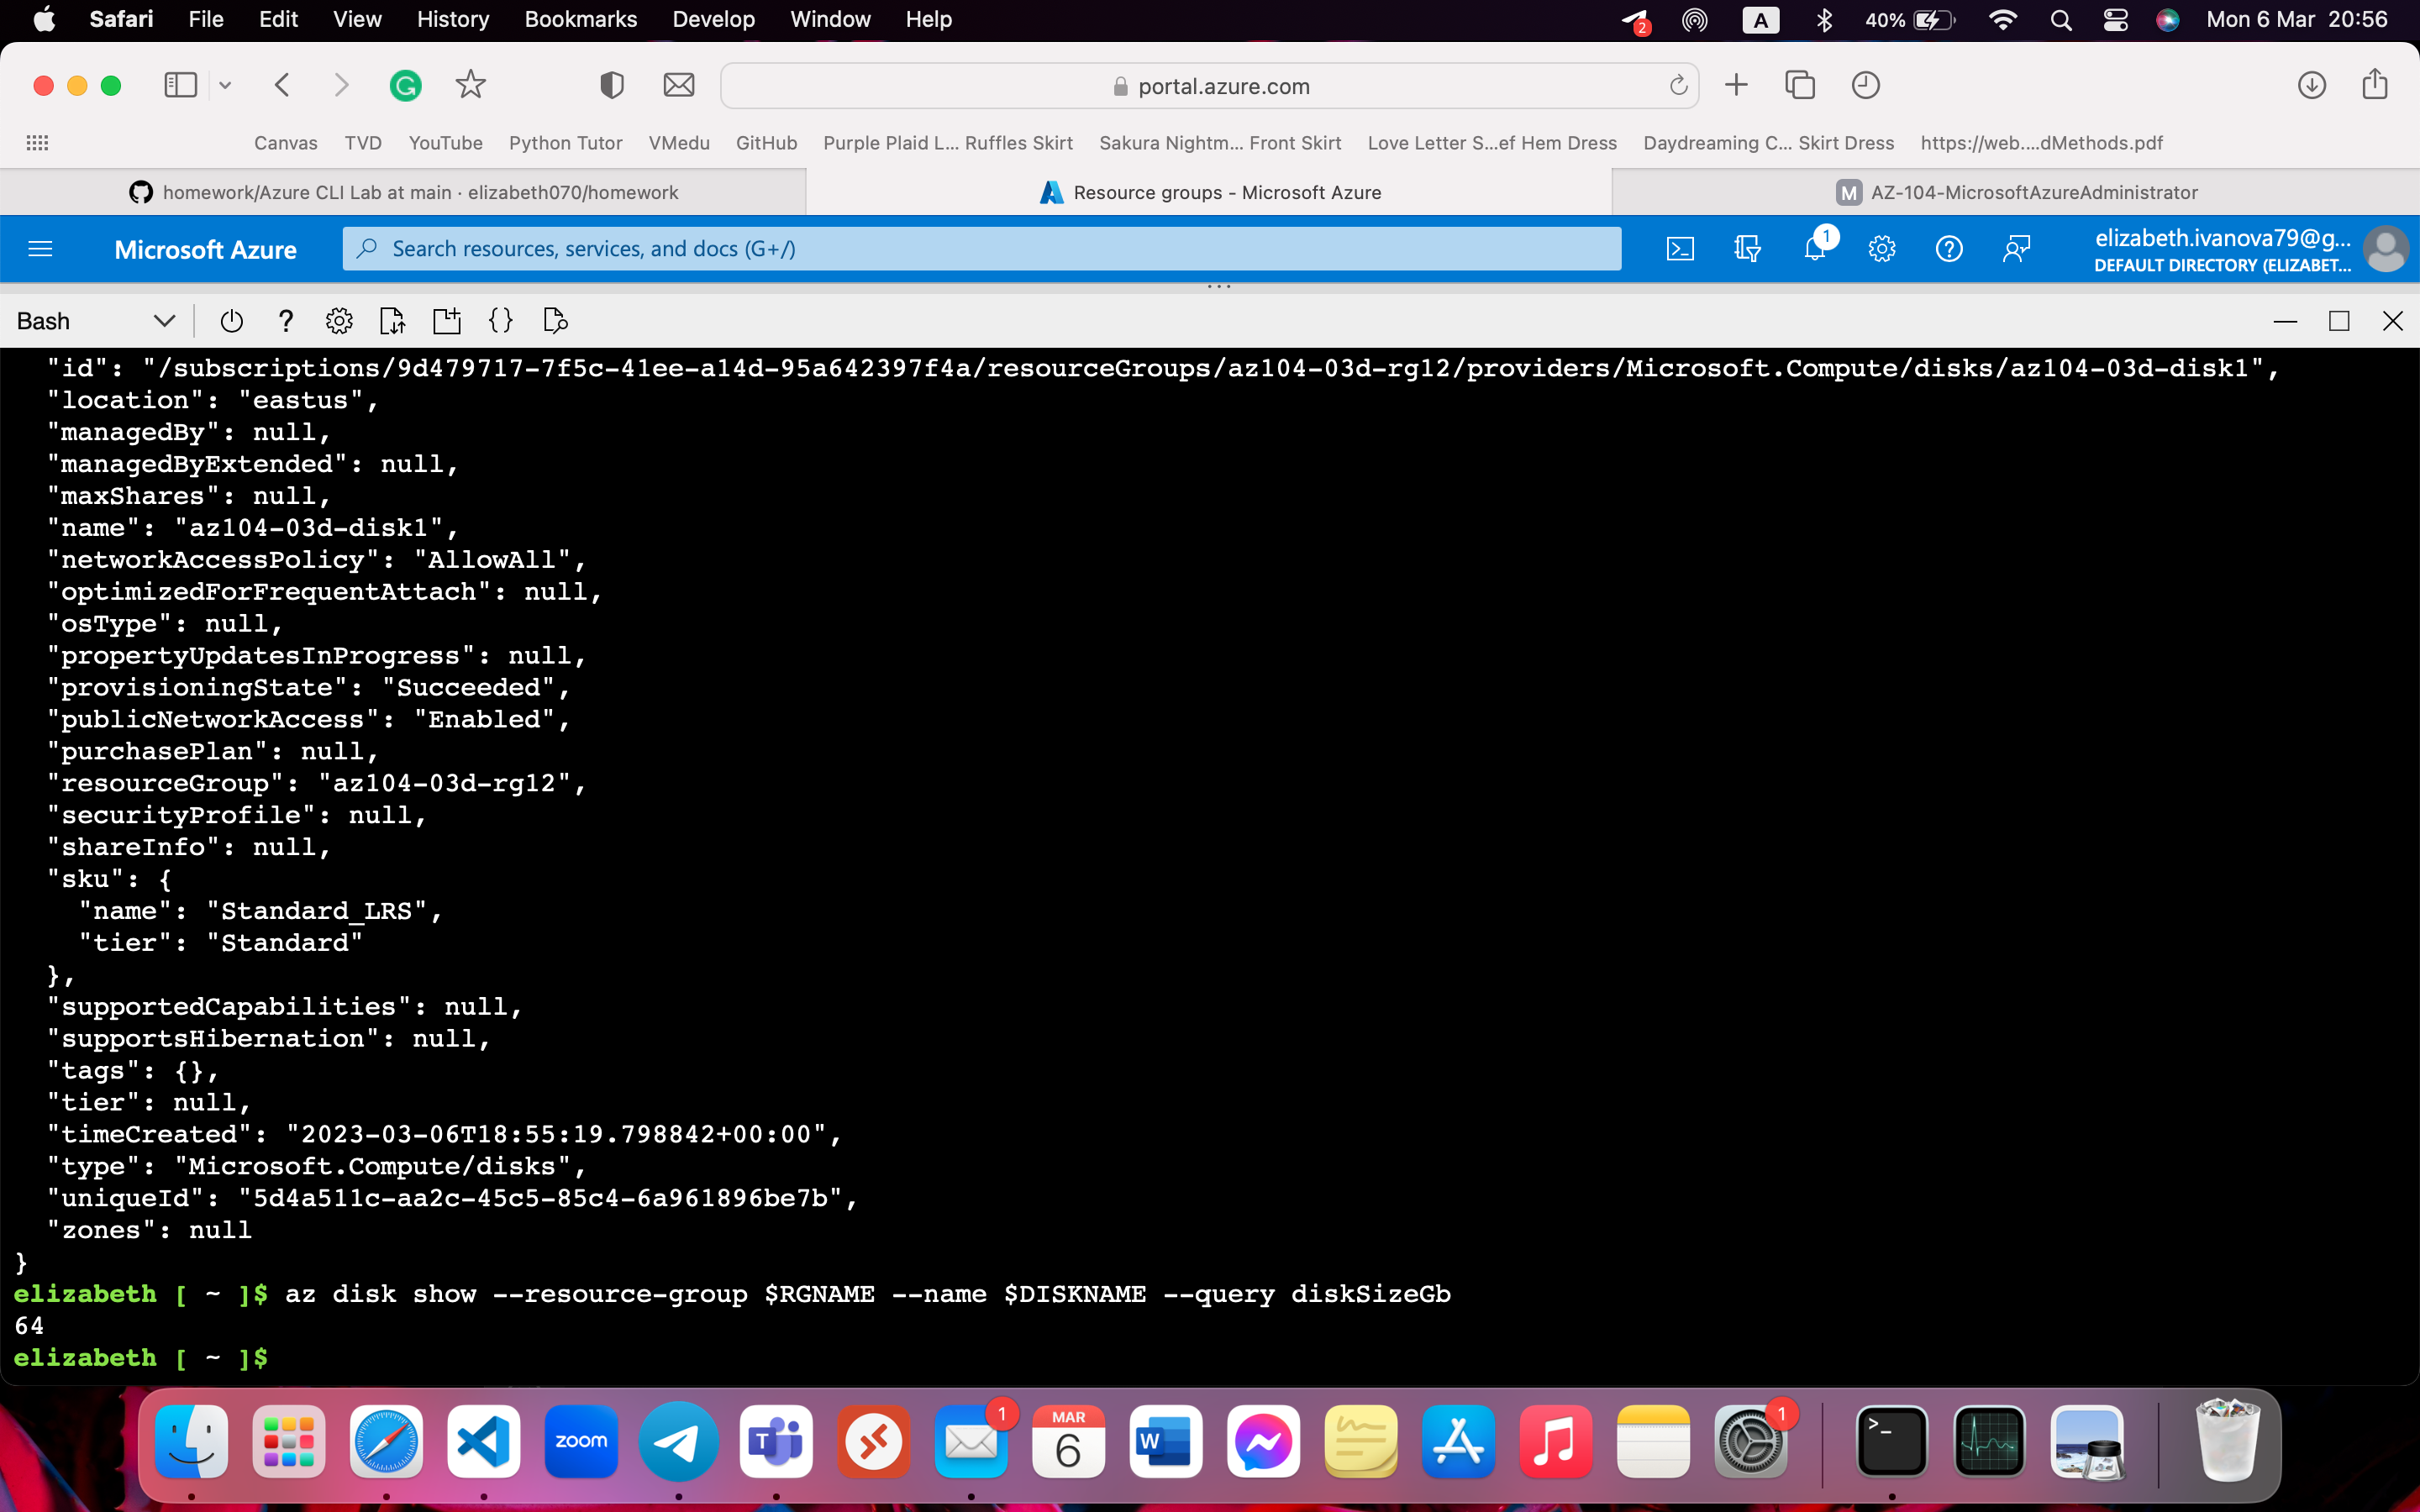 Safari File Edit View History Bookmarks Develop Window Help 2 A 40% Mon 6 Mar 20:56
portal.azure.com
Canvas TVD YouTube Python Tutor VMedu GitHub Purple Plaid L... Ruffles Skirt Sakura Nightm... Front Skirt Love Letter S...ef Hem Dress Daydreaming C... Skirt Dress https://web....dMethods.pdf
homework/Azure CLI Lab at main · elizabeth070/homework Resource groups - Microsoft Azure M AZ-104-MicrosoftAzureAdministrator
Microsoft Azure Search resources, services, and docs (G+/) 1 elizabeth.ivanova79@g...
DEFAULT DIRECTORY (ELIZABET...
Bash
"id": "/subscriptions/9d479717-7f5c-41ee-a14d-95a642397f4a/resourceGroups/az104-03d-rg12/providers/Microsoft.Compute/disks/az104-03d-disk1",
"location": "eastus",
"managedBy": null,
"managedByExtended": null,
"maxShares": null,
"name": "az104-03d-disk1",
"networkAccessPolicy": "AllowAll",
"optimizedForFrequentAttach": null,
"osType": null,
"propertyUpdatesInProgress": null,
"provisioningState": "Succeeded",
"publicNetworkAccess": "Enabled",
"purchasePlan": null,
"resourceGroup": "az104-03d-rg12",
"securityProfile": null,
"shareInfo": null,
"sku": {
"name": "Standard_LRS",
"tier": "Standard"
},
"supportedCapabilities": null,
"supportsHibernation": null,
"tags": {},
"tier": null,
"timeCreated": "2023-03-06T18:55:19.798842+00:00",
"type": "Microsoft.Compute/disks",
"uniqueId": "5d4a511c-aa2c-45c5-85c4-6a961896be7b",
"zones": null
}
elizabeth [ ~ ]$ az disk show --resource-group $RGNAME --name $DISKNAME --query diskSizeGb
64
elizabeth [ ~ ]$
zoom T 1 MAR 6 W 1